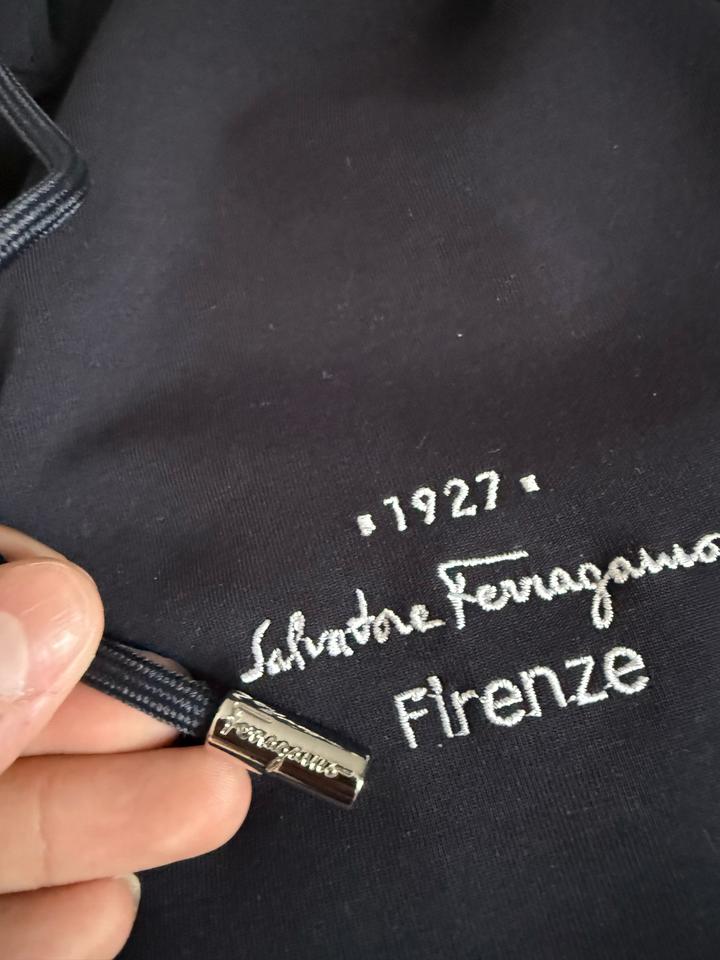 ·1927·
Salvatore Ferragamo
Firenze
Ferragamo